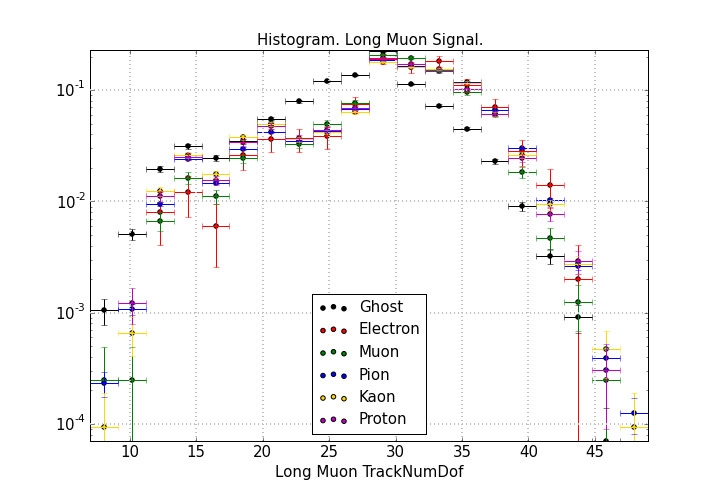 Histogram. Long Muon Signal.
10^-1
10^-2
10^-3
10^-4
Ghost
Electron
Muon
Pion
Kaon
Proton
10 15 20 25 30 35 40 45
Long Muon TrackNumDof